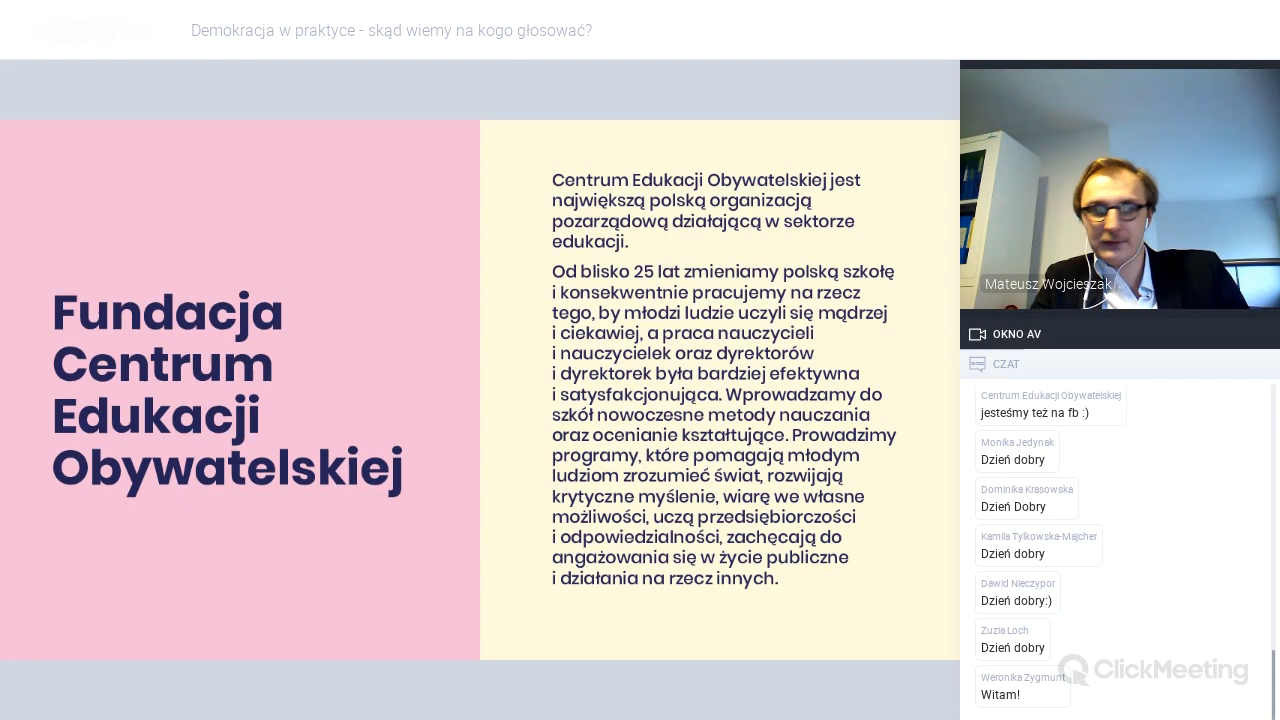 Demokracja w praktyce - skąd wiemy na kogo głosować?
Fundacja
Centrum
Edukacji
Obywatelskiej
Centrum Edukacji Obywatelskiej jest
największą polską organizacją
pozarządową działającą w sektorze
edukacji.
Od blisko 25 lat zmieniamy polską szkołę
i konsekwentnie pracujemy na rzecz
tego, by młodzi ludzie uczyli się mądrzej
i ciekawiej, a praca nauczycieli
i nauczycielek oraz dyrektorów
i dyrektorek była bardziej efektywna
i satysfakcjonująca. Wprowadzamy do
szkół nowoczesne metody nauczania
oraz ocenianie kształtujące. Prowadzimy
programy, które pomagają młodym
ludziom zrozumieć świat, rozwijają
krytyczne myślenie, wiarę we własne
możliwości, uczą przedsiębiorczości
i odpowiedzialności, zachęcają do
angażowania się w życie publiczne
i działania na rzecz innych.
Mateusz Wojcieszak
OKNO AV
CZAT
Centrum Edukacji Obywatelskiej
jesteśmy też na fb :)
Monika Jedynak
Dzień dobry
Dominika Krasowska
Dzień Dobry
Kamila Tylkowska-Majcher
Dzień dobry
Dawid Nieczypor
Dzień dobry:)
Zuzia Loch
Dzień dobry
Weronika Zygmunt
Witam!
ClickMeeting